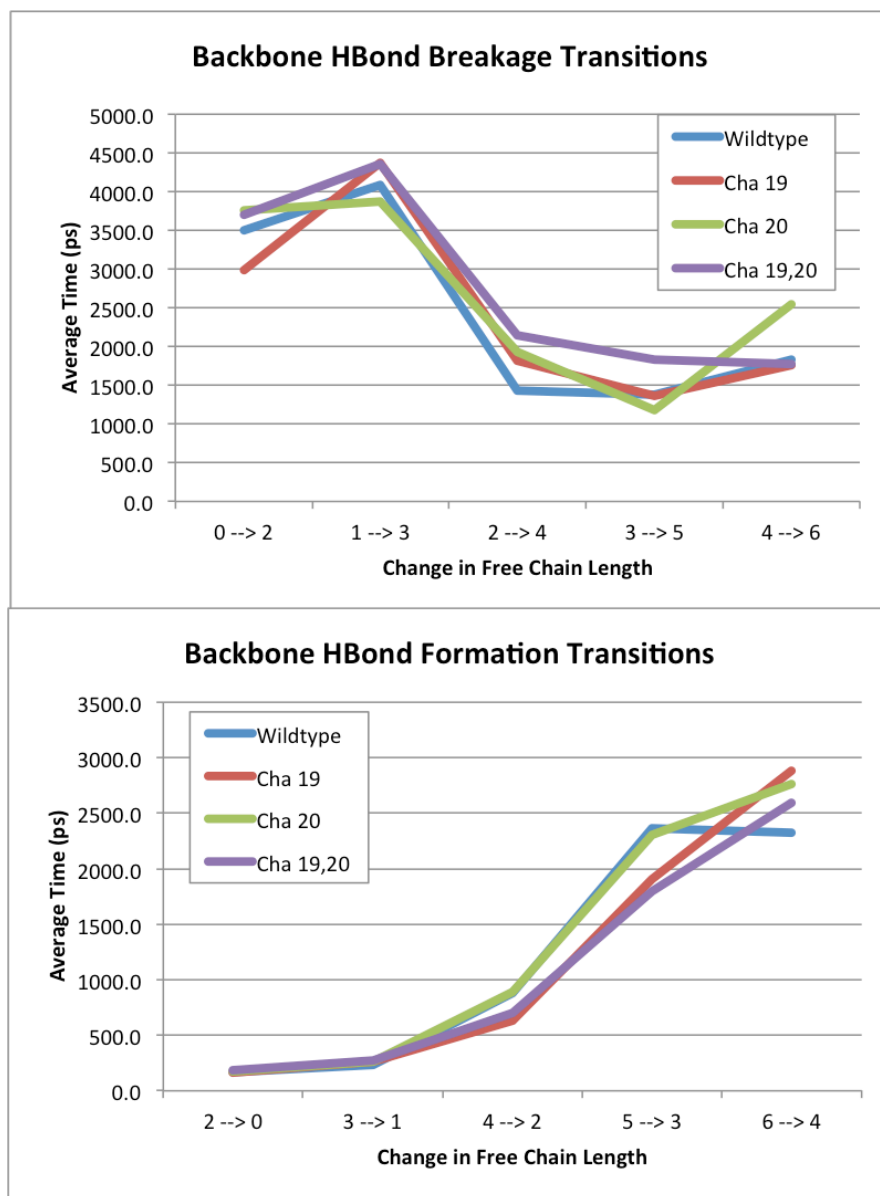 Backbone HBond Breakage Transitions
5000.0
4500.0
4000.0
3500.0
3000.0
2500.0
2000.0
1500.0
1000.0
500.0
0.0
Average Time (ps)
Wildtype
Cha 19
Cha 20
Cha 19,20
0 --> 2 1 --> 3 2 --> 4 3 --> 5 4 --> 6
Change in Free Chain Length
Backbone HBond Formation Transitions
3500.0
3000.0
2500.0
2000.0
1500.0
1000.0
500.0
0.0
Average Time (ps)
Wildtype
Cha 19
Cha 20
Cha 19,20
2 --> 0 3 --> 1 4 --> 2 5 --> 3 6 --> 4
Change in Free Chain Length